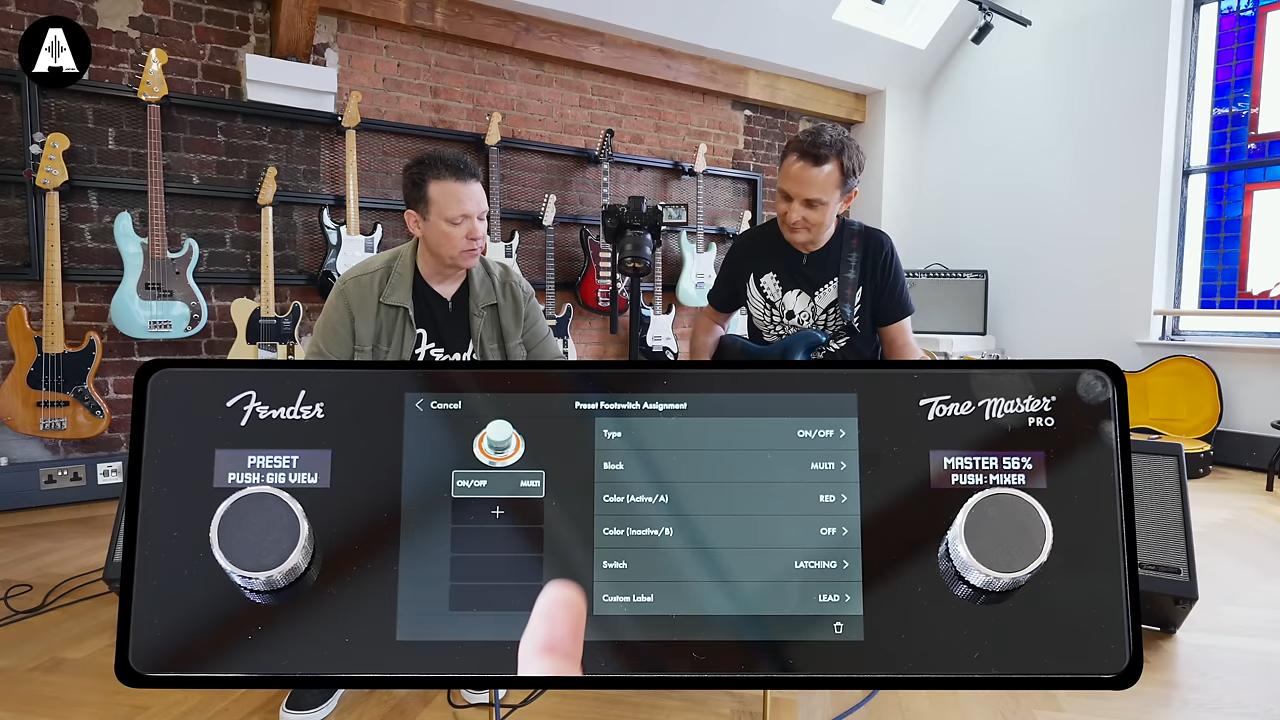 Fender
Fender
Tone Master
PRO
PRESET
PUSH: GIG VIEW
MASTER 56%
PUSH: MIXER
Cancel
Preset Footswitch Assignment
ON/OFF MULTI
+
Type ON/OFF
Block MULTI
Color (Active/A) RED
Color (Inactive/B) OFF
Switch LATCHING
Custom Label LEAD